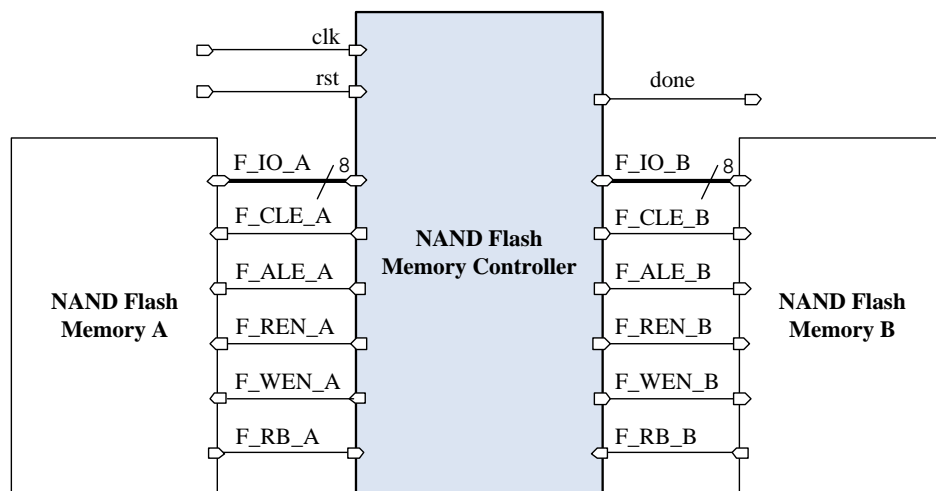 clk
rst
done
F_IO_A 8
F_IO_B 8
F_CLE_A
F_CLE_B
NAND Flash
Memory Controller
F_ALE_A
F_ALE_B
NAND Flash
Memory A
NAND Flash
Memory B
F_REN_A
F_REN_B
F_WEN_A
F_WEN_B
F_RB_A
F_RB_B